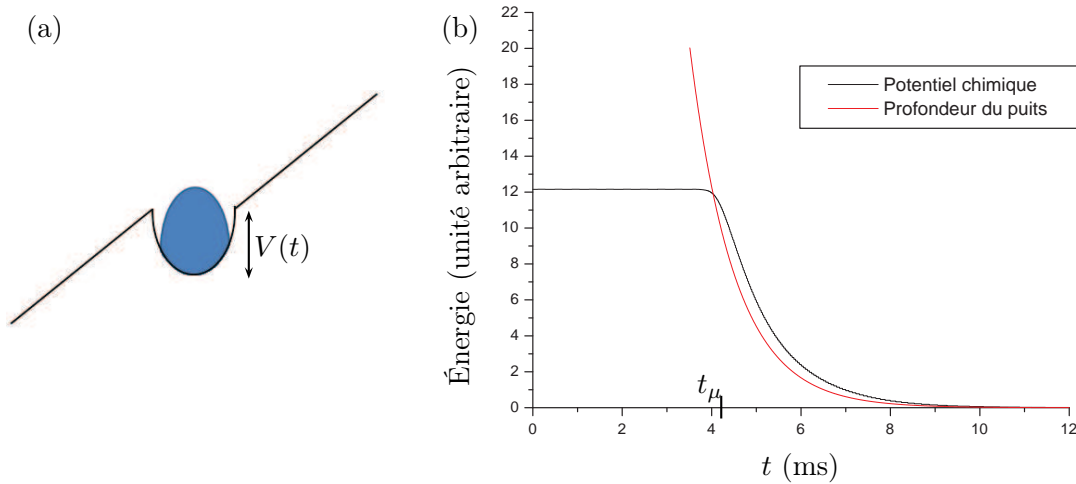 (a)
V(t)
(b)
Énergie (unité arbitraire)
22
20
18
16
14
12
10
8
6
4
2
0
Potentiel chimique
Profondeur du puits
tμ
0 2 4 6 8 10 12
t (ms)